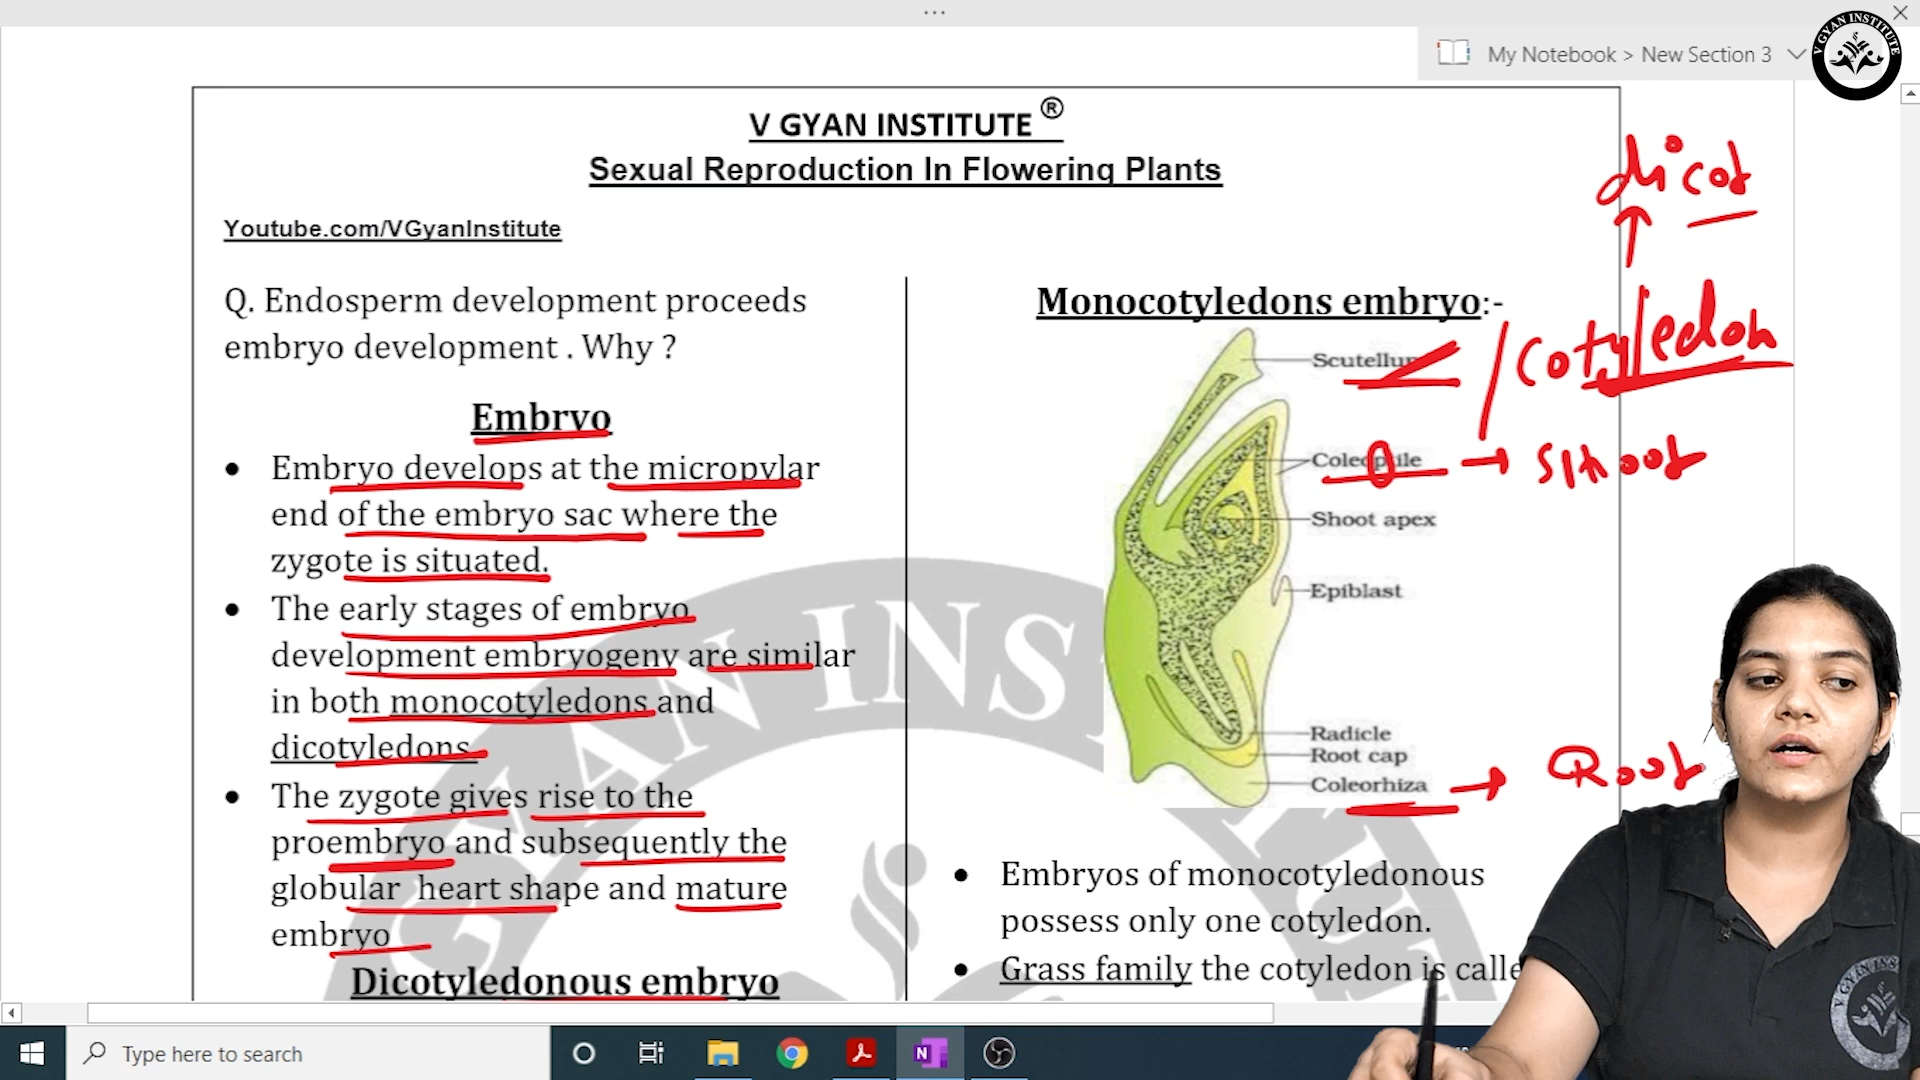 My Notebook > New Section 3
V GYAN INSTITUTE
V GYAN INSTITUTE ®
Sexual Reproduction In Flowering Plants
Youtube.com/VGyanInstitute
Q. Endosperm development proceeds
embryo development . Why ?
Embryo
• Embryo develops at the micropylar
end of the embryo sac where the
zygote is situated.
• The early stages of embryo
development embryogeny are similar
in both monocotyledons and
dicotyledons
• The zygote gives rise to the
proembryo and subsequently the
globular heart shape and mature
embryo
Dicotyledonous embryo
dicot
Monocotyledons embryo:-
Scutellum / Cotyledon
Coleoptile → Shoot
Shoot apex
Epiblast
Radicle
Root cap
Coleorhiza → Root
• Embryos of monocotyledonous
possess only one cotyledon.
• Grass family the cotyledon is calle
GYAN INS
Type here to search